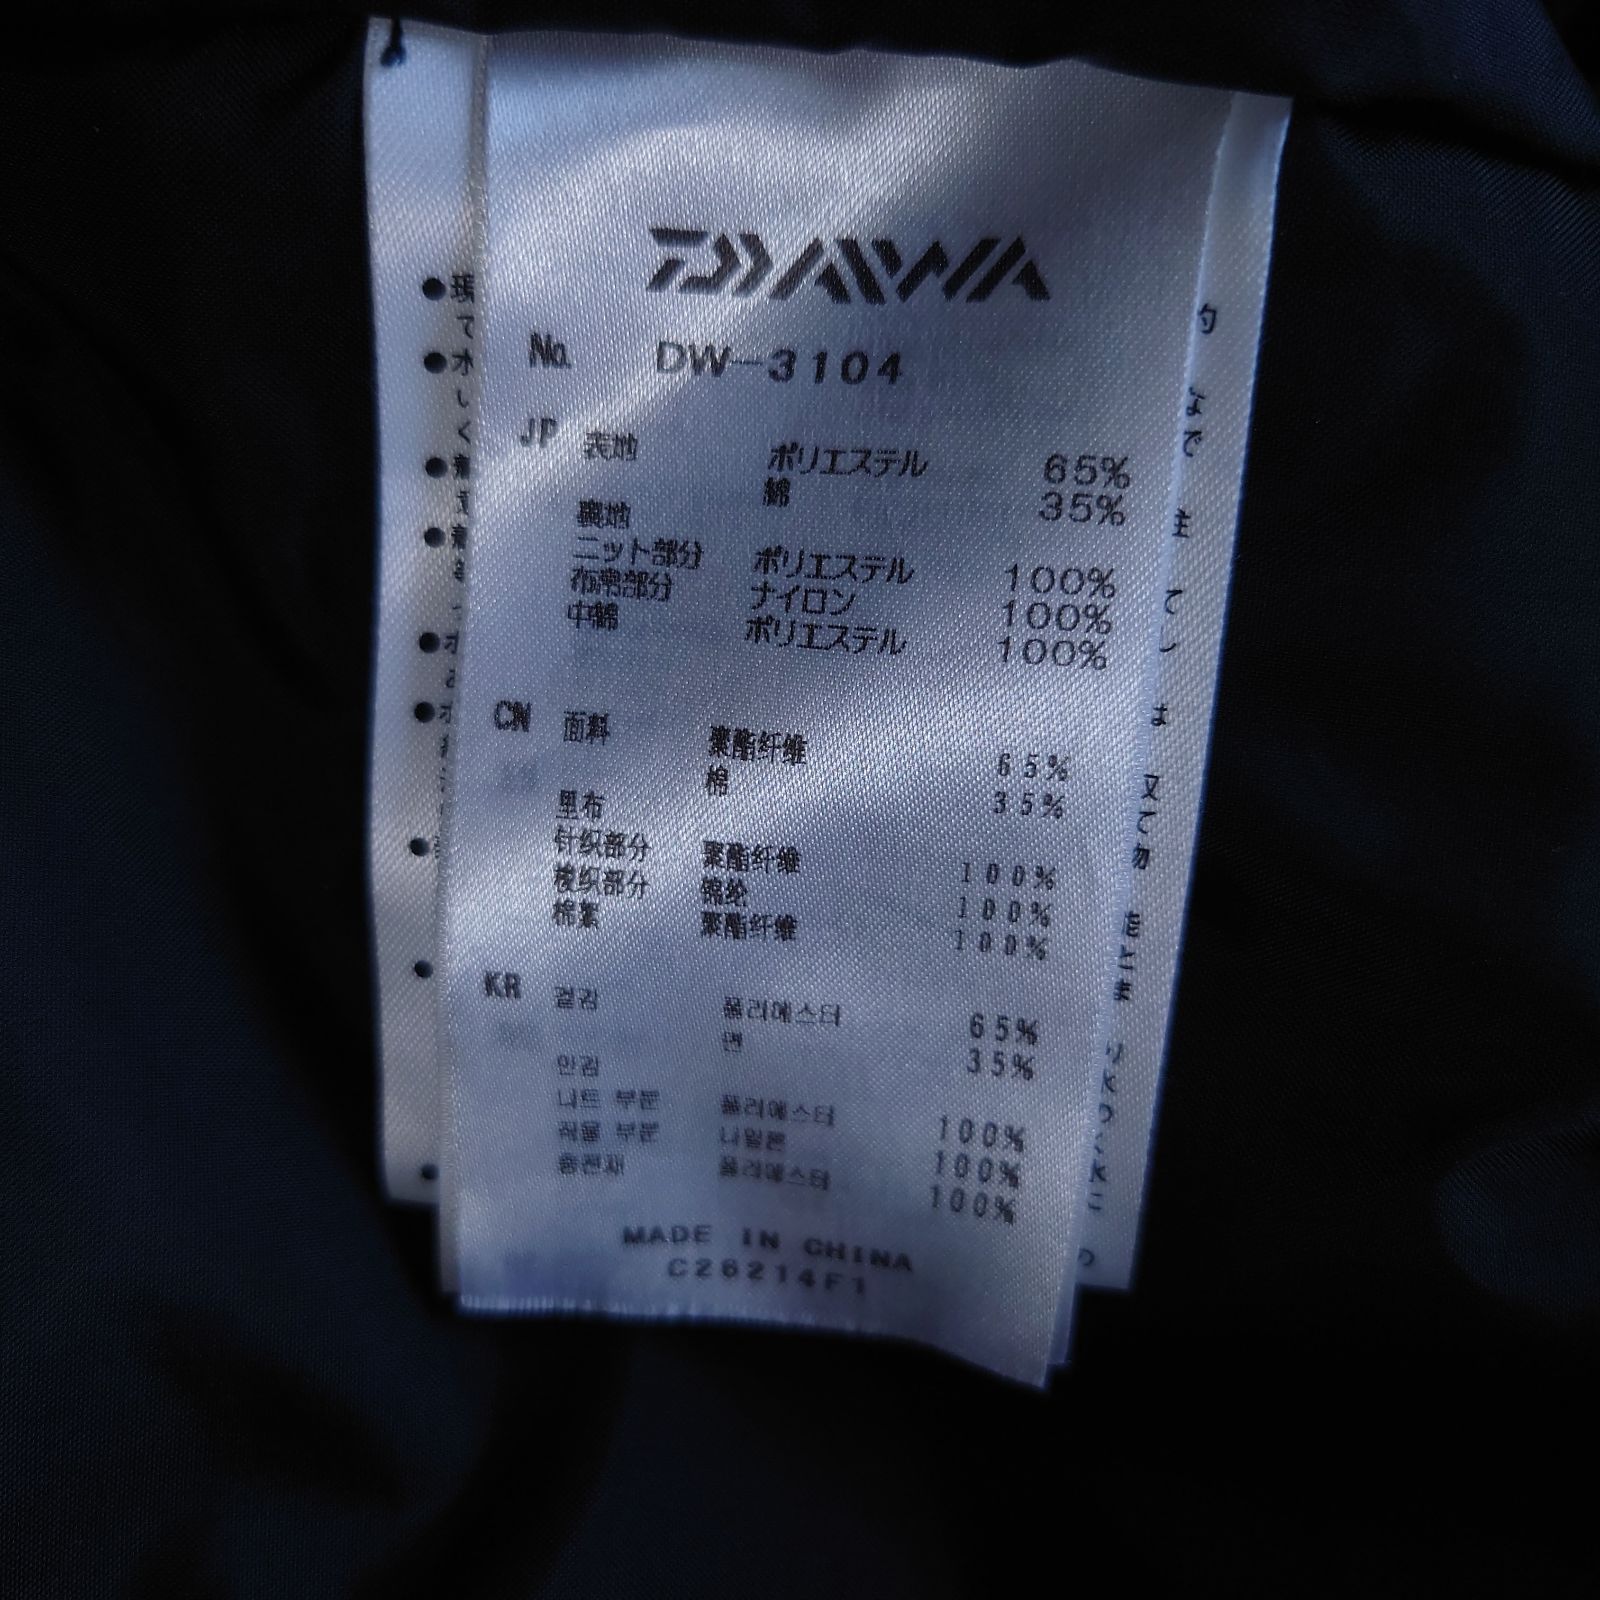 DAIWA
No. DW-3104
JP 表地 ポリエステル 65%
綿 35%
裏地
ニット部分 ポリエステル 100%
布帛部分 ナイロン 100%
中綿 ポリエステル 100%
CN 面料 聚酯纤维 65%
棉 35%
里布
针织部分 聚酯纤维 100%
梭织部分 锦纶 100%
棉絮 聚酯纤维 100%
KR 겉감 폴리에스터 65%
면 35%
안감
니트 부분 폴리에스터 100%
직물 부분 나일론 100%
충전재 폴리에스터 100%
MADE IN CHINA
C26214F1